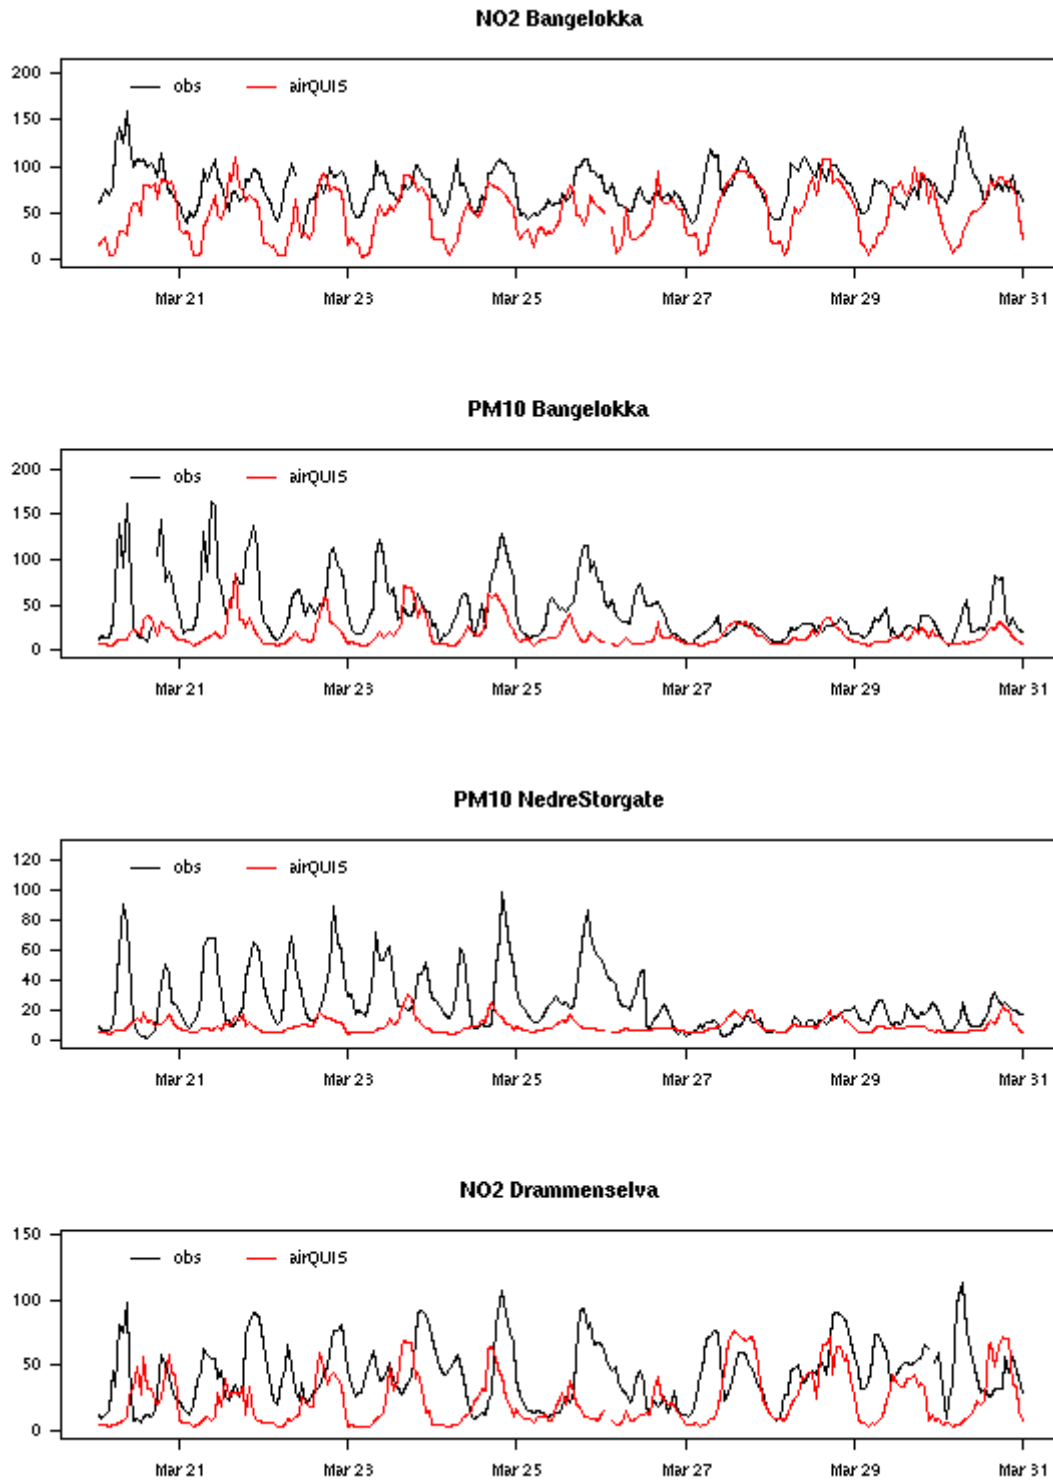 NO2 Bangelokka
200
obs airQUIS
150
100
50
0
Mar 21 Mar 23 Mar 25 Mar 27 Mar 29 Mar 31
PM10 Bangelokka
200
obs airQUIS
150
100
50
0
Mar 21 Mar 23 Mar 25 Mar 27 Mar 29 Mar 31
PM10 NedreStorgate
120
obs airQUIS
100
80
60
40
20
0
Mar 21 Mar 23 Mar 25 Mar 27 Mar 29 Mar 31
NO2 Drammenselva
150
obs airQUIS
100
50
0
Mar 21 Mar 23 Mar 25 Mar 27 Mar 29 Mar 31